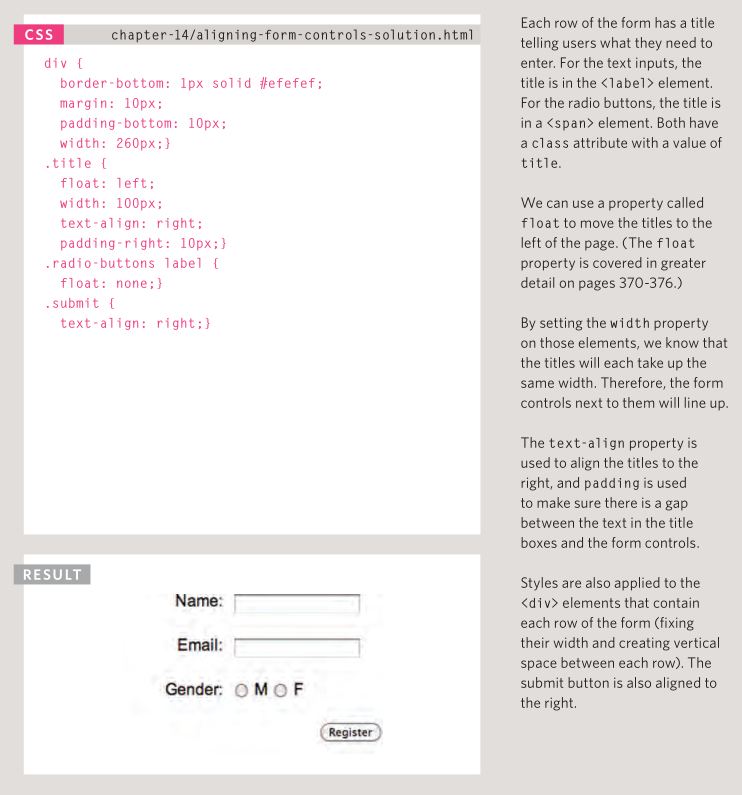 CSS
chapter-14/aligning-form-controls-solution.html
div {
border-bottom: 1px solid #efefef;
margin: 10px;
padding-bottom: 10px;
width: 260px;}
.title {
float: left;
width: 100px;
text-align: right;
padding-right: 10px;}
.radio-buttons label {
float: none;}
.submit {
text-align: right;}
RESULT
Name:
Email:
Gender: M F
Register
Each row of the form has a title
telling users what they need to
enter. For the text inputs, the
title is in the <label> element.
For the radio buttons, the title is
in a <span> element. Both have
a class attribute with a value of
title.
We can use a property called
float to move the titles to the
left of the page. (The float
property is covered in greater
detail on pages 370-376.)
By setting the width property
on those elements, we know that
the titles will each take up the
same width. Therefore, the form
controls next to them will line up.
The text-align property is
used to align the titles to the
right, and padding is used
to make sure there is a gap
between the text in the title
boxes and the form controls.
Styles are also applied to the
<div> elements that contain
each row of the form (fixing
their width and creating vertical
space between each row). The
submit button is also aligned to
the right.